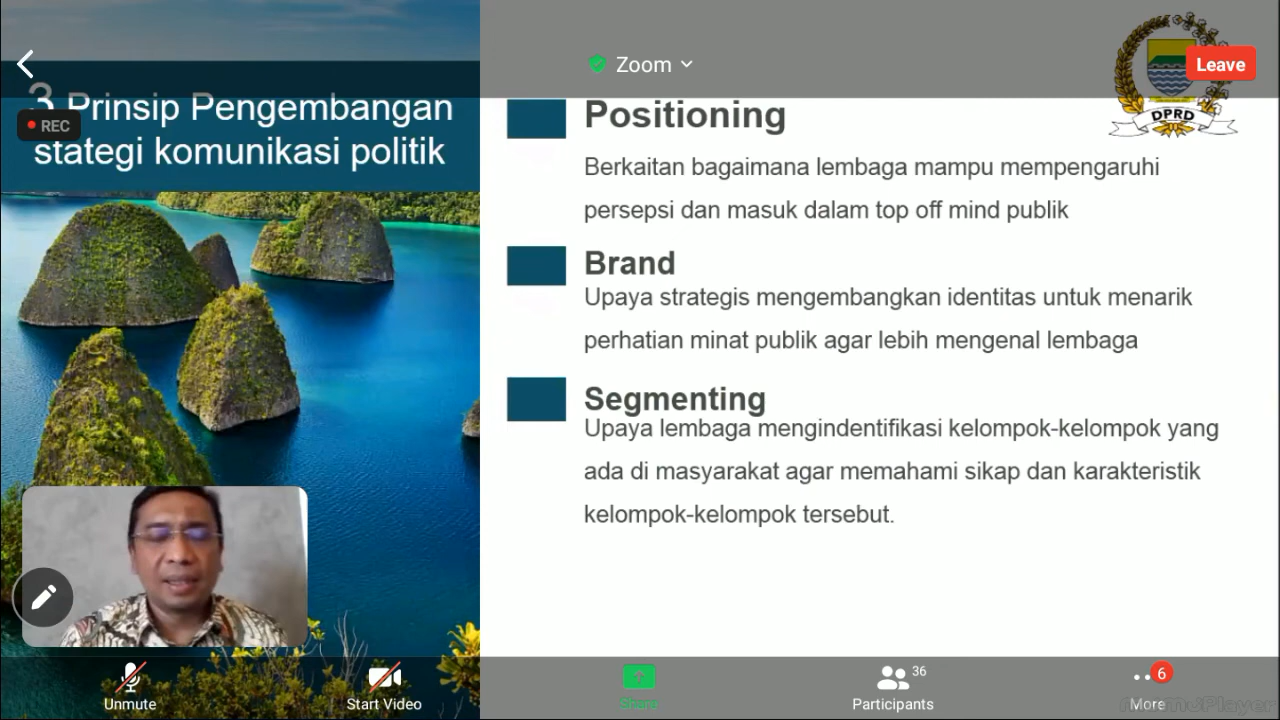 Zoom
Leave
REC
3 Prinsip Pengembangan
stategi komunikasi politik
DPRD
Positioning
Berkaitan bagaimana lembaga mampu mempengaruhi
persepsi dan masuk dalam top off mind publik
Brand
Upaya strategis mengembangkan identitas untuk menarik
perhatian minat publik agar lebih mengenal lembaga
Segmenting
Upaya lembaga mengindentifikasi kelompok-kelompok yang
ada di masyarakat agar memahami sikap dan karakteristik
kelompok-kelompok tersebut.
Unmute
Start Video
Share
36
Participants
6
More